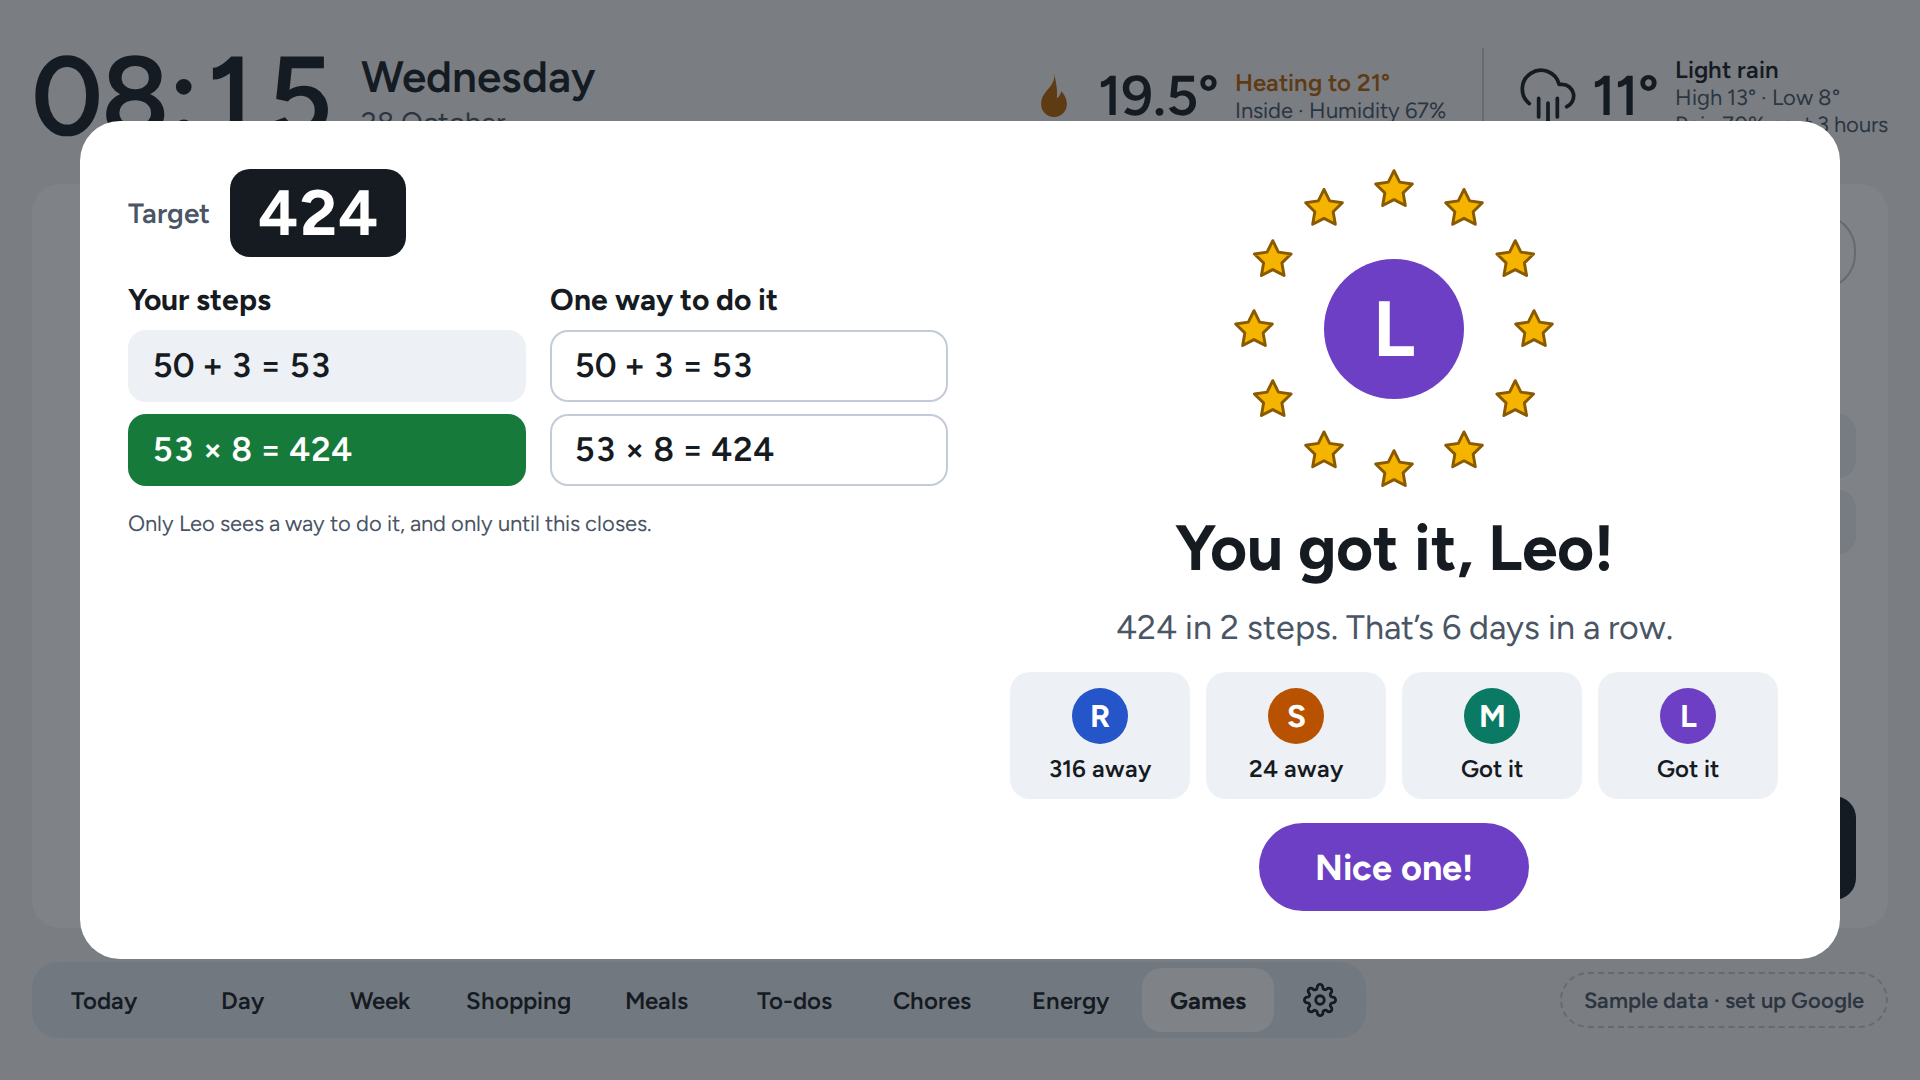 08:15
Wednesday
28 October
19.5°
Heating to 21°
Inside · Humidity 67%
11°
Light rain
High 13° · Low 8°
3 hours
Target
424
Your steps
One way to do it
50 + 3 = 53
50 + 3 = 53
53 × 8 = 424
53 × 8 = 424
Only Leo sees a way to do it, and only until this closes.
L
You got it, Leo!
424 in 2 steps. That’s 6 days in a row.
R
S
M
L
316 away
24 away
Got it
Got it
Nice one!
Today
Day
Week
Shopping
Meals
To-dos
Chores
Energy
Games
Sample data · set up Google